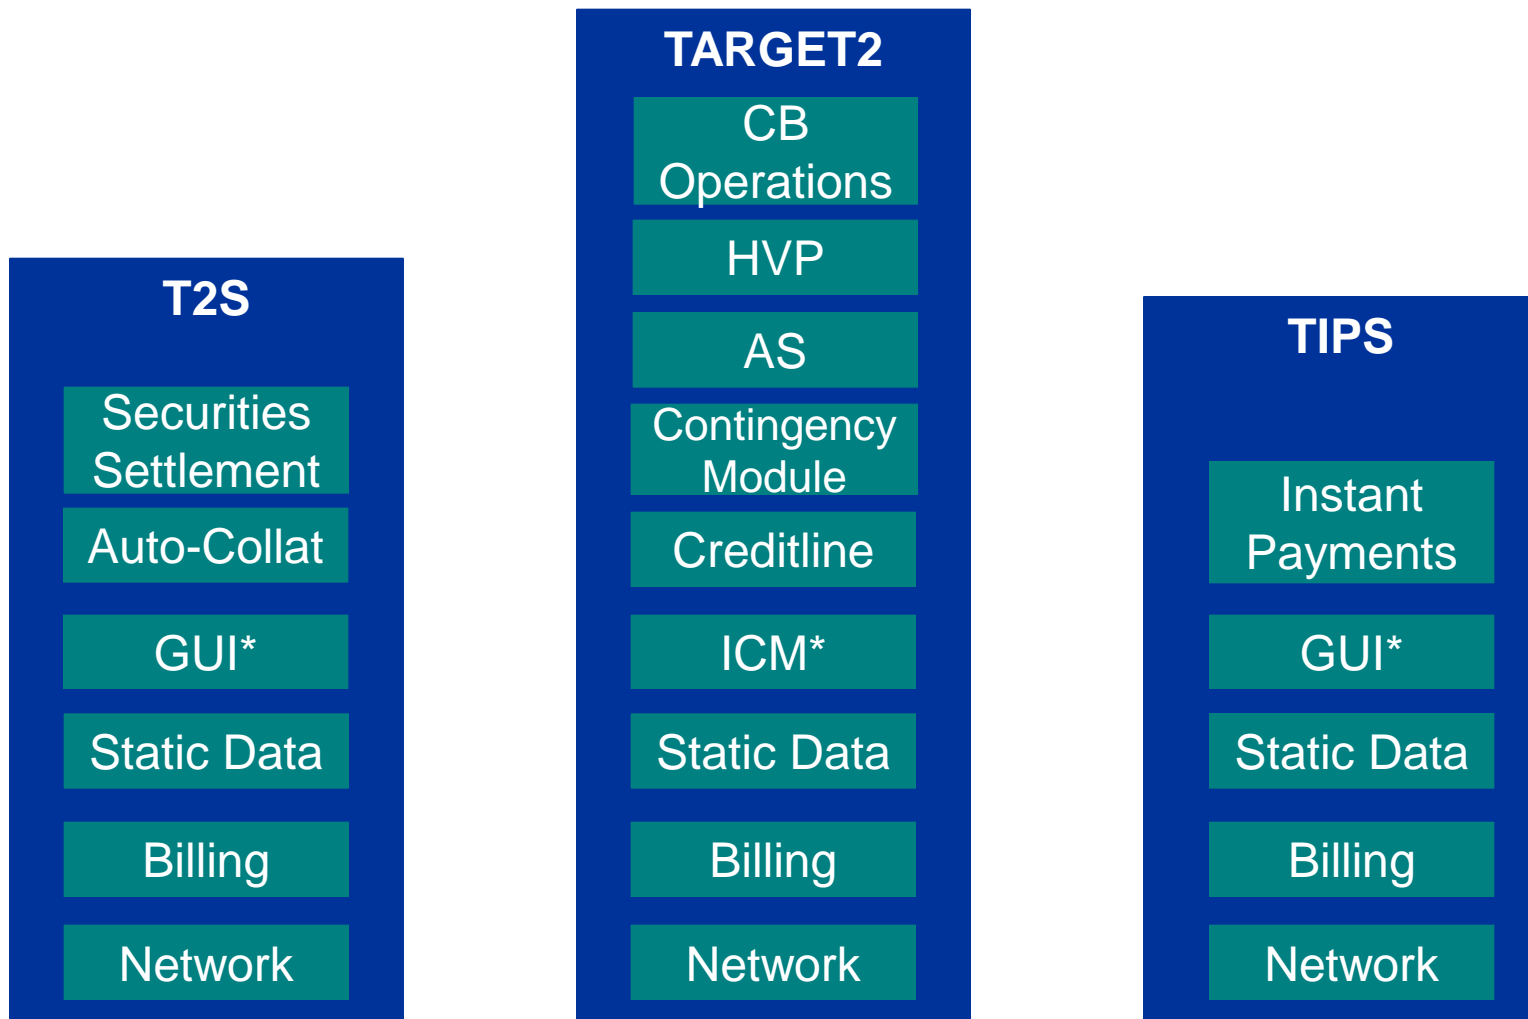 T2S
Securities
Settlement
Auto-Collat
GUI*
Static Data
Billing
Network
TARGET2
CB
Operations
HVP
AS
Contingency
Module
Creditline
ICM*
Static Data
Billing
Network
TIPS
Instant
Payments
GUI*
Static Data
Billing
Network